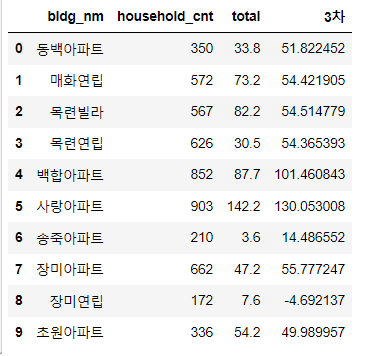 bldg_nm household_cnt total 3차
0 동백아파트 350 33.8 51.822452
1 매화연립 572 73.2 54.421905
2 목련빌라 567 82.2 54.514779
3 목련연립 626 30.5 54.365393
4 백합아파트 852 87.7 101.460843
5 사랑아파트 903 142.2 130.053008
6 송죽아파트 210 3.6 14.486552
7 장미아파트 662 47.2 55.777247
8 장미연립 172 7.6 -4.692137
9 초원아파트 336 54.2 49.989957